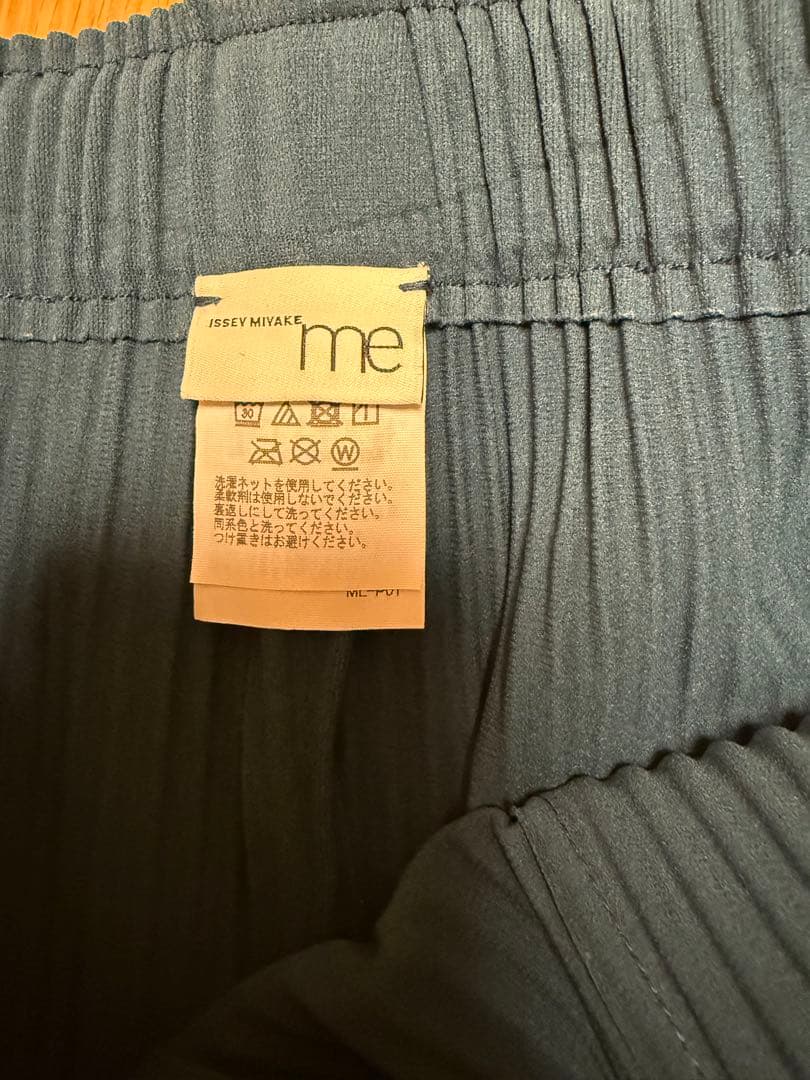 ISSEY MIYAKE me
30
W
洗濯ネットを使用してください。
柔軟剤は使用しないでください。
裏返しにして洗ってください。
同系色と洗ってください。
つけ置きはお避けください。